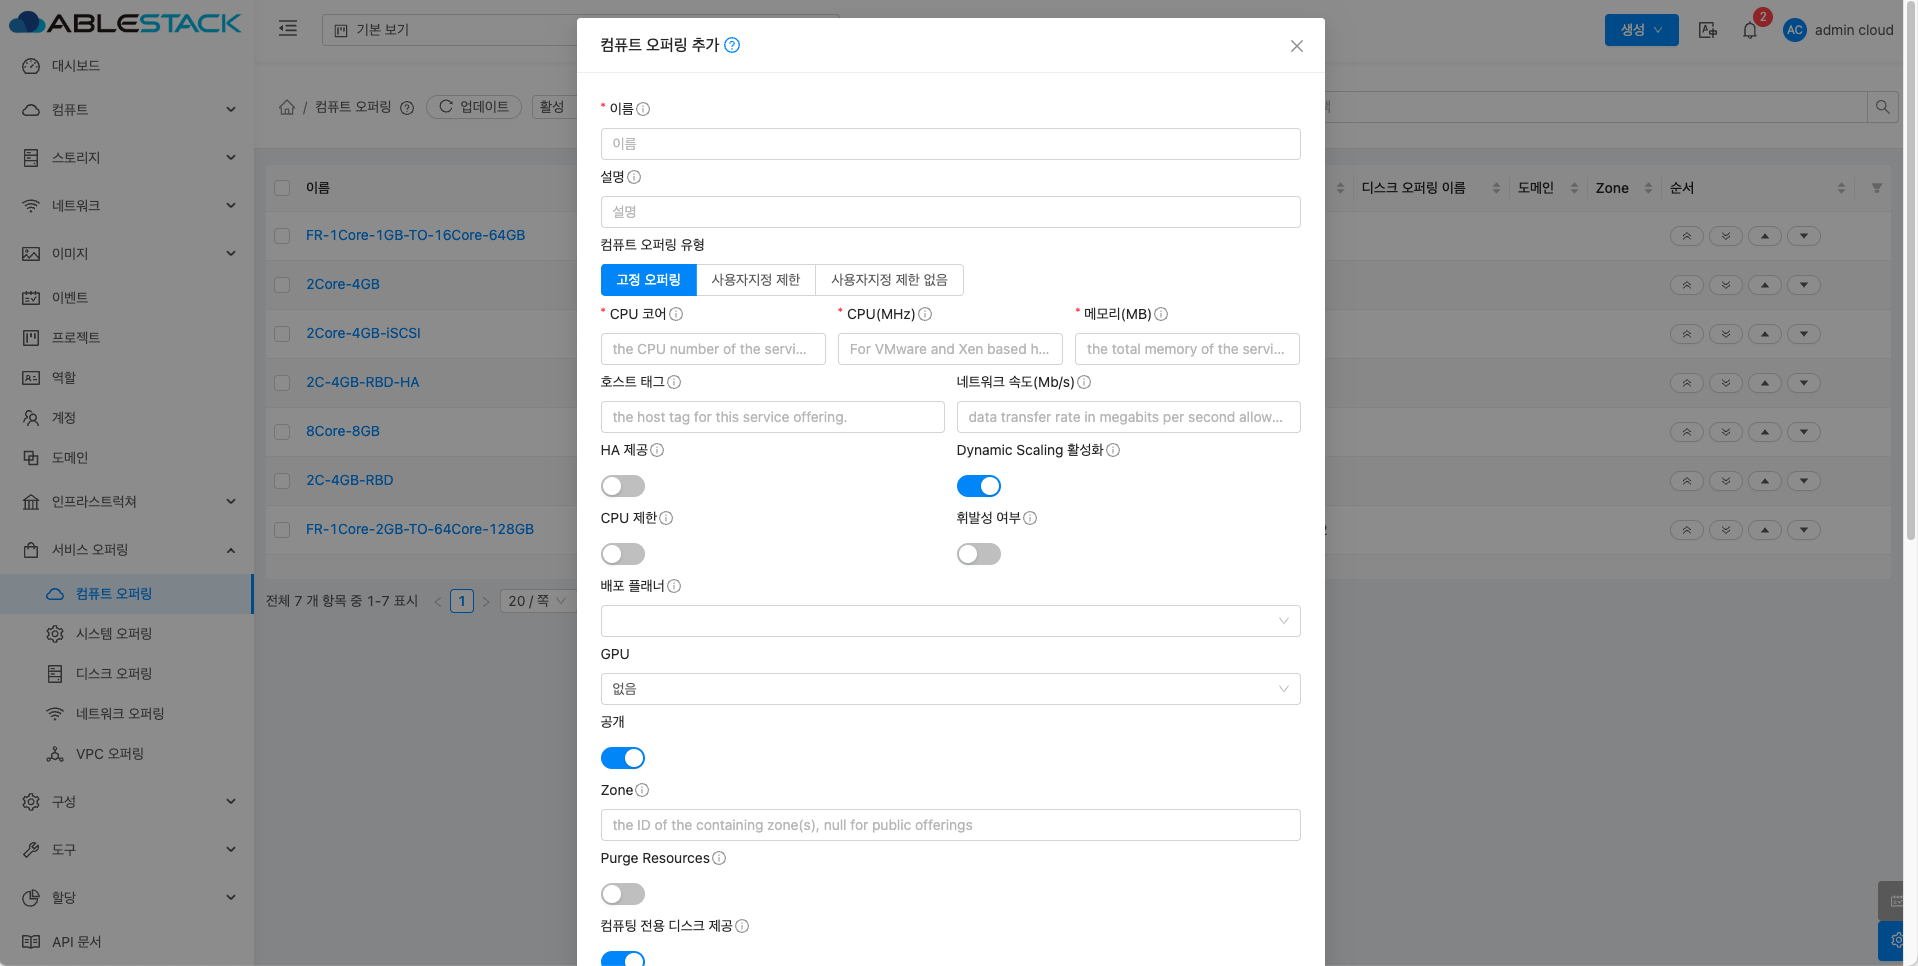 ABLESTACK
기본 보기
생성
2
AC
admin cloud
대시보드
컴퓨트
스토리지
네트워크
이미지
이벤트
프로젝트
역할
계정
도메인
인프라스트럭쳐
서비스 오퍼링
컴퓨트 오퍼링
시스템 오퍼링
디스크 오퍼링
네트워크 오퍼링
VPC 오퍼링
구성
도구
할당
API 문서
/ 컴퓨트 오퍼링
업데이트
활성
이름
디스크 오퍼링 이름
도메인
Zone
순서
FR-1Core-1GB-TO-16Core-64GB
2Core-4GB
2Core-4GB-iSCSI
2C-4GB-RBD-HA
8Core-8GB
2C-4GB-RBD
FR-1Core-2GB-TO-64Core-128GB
전체 7 개 항목 중 1-7 표시
1
20 / 쪽
컴퓨트 오퍼링 추가
* 이름
이름
설명
설명
컴퓨트 오퍼링 유형
고정 오퍼링
사용자지정 제한
사용자지정 제한 없음
* CPU 코어
* CPU(MHz)
* 메모리(MB)
the CPU number of the servi...
For VMware and Xen based h...
the total memory of the servi...
호스트 태그
네트워크 속도(Mb/s)
the host tag for this service offering.
data transfer rate in megabits per second allow...
HA 제공
Dynamic Scaling 활성화
CPU 제한
휘발성 여부
배포 플래너
GPU
없음
공개
Zone
the ID of the containing zone(s), null for public offerings
Purge Resources
컴퓨팅 전용 디스크 제공